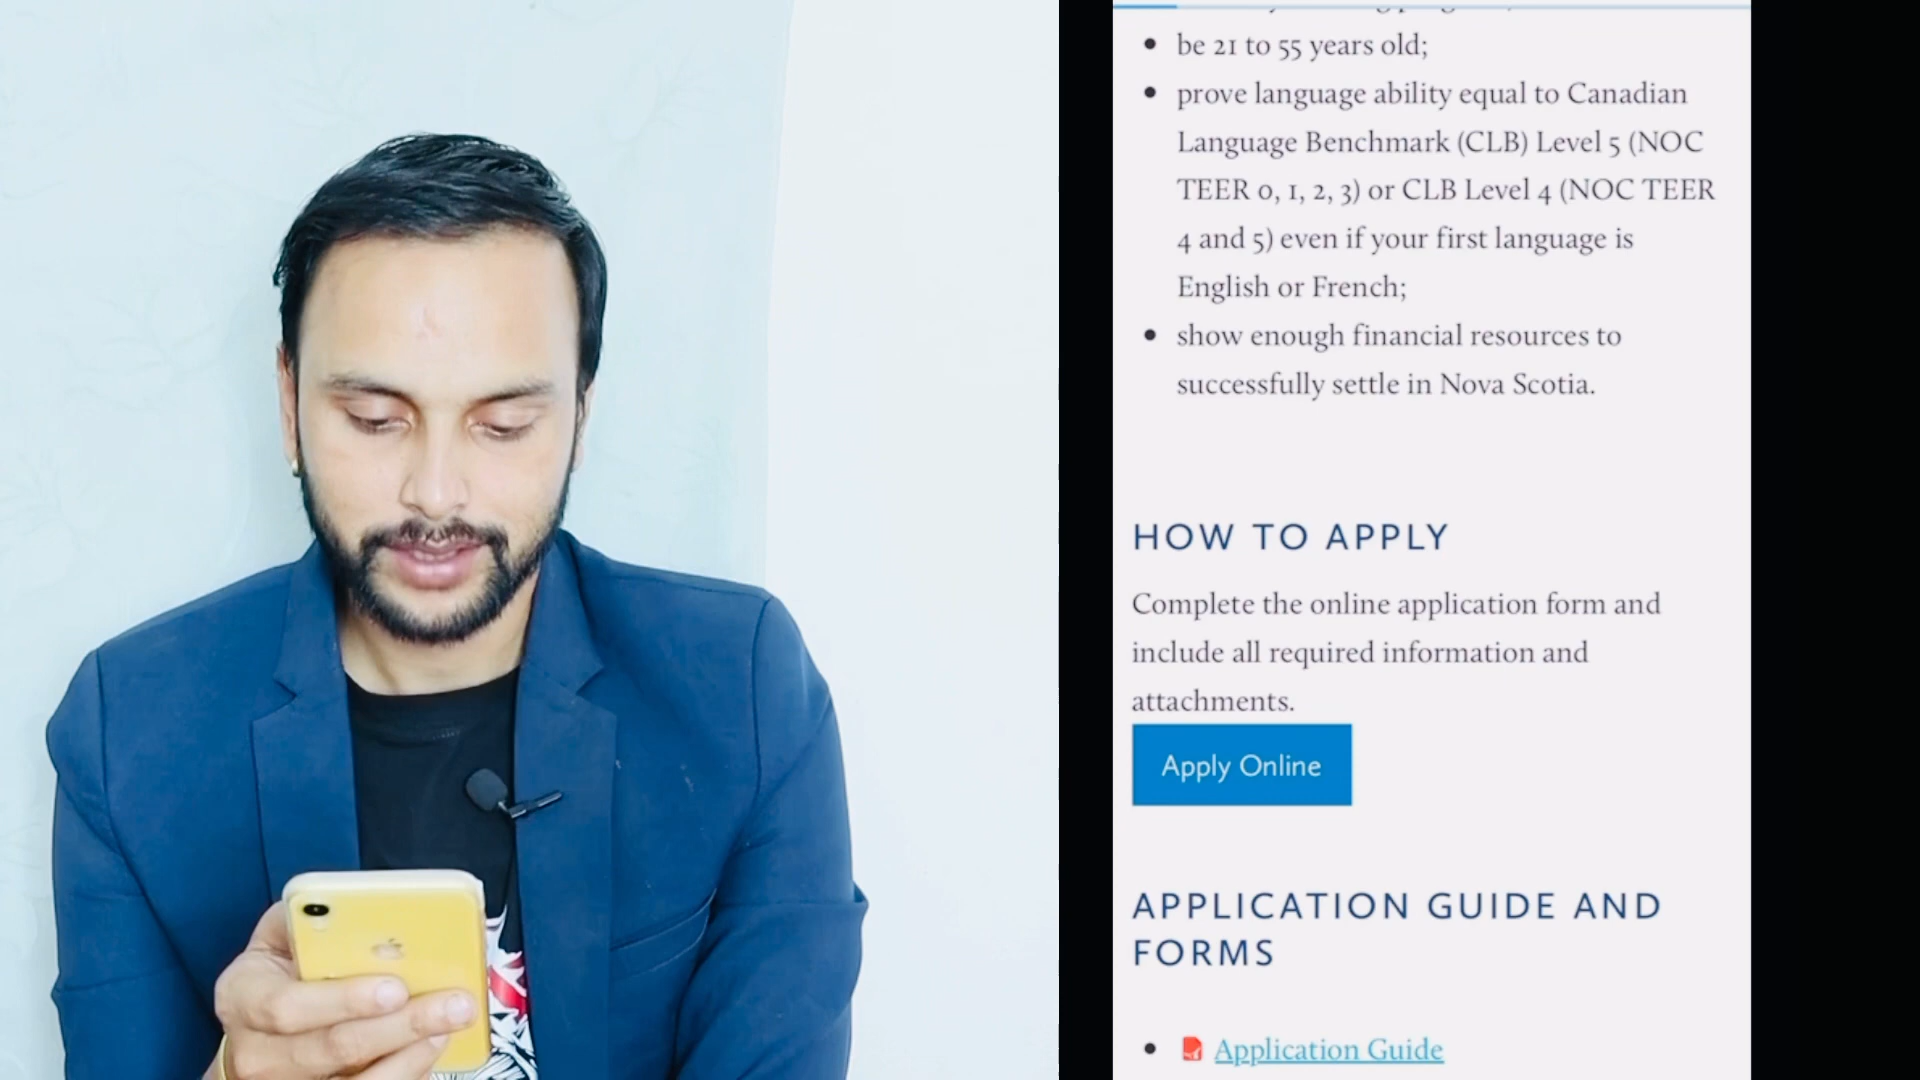 be 21 to 55 years old;
prove language ability equal to Canadian
Language Benchmark (CLB) Level 5 (NOC
TEER 0, 1, 2, 3) or CLB Level 4 (NOC TEER
4 and 5) even if your first language is
English or French;
show enough financial resources to
successfully settle in Nova Scotia.
HOW TO APPLY
Complete the online application form and
include all required information and
attachments.
Apply Online
APPLICATION GUIDE AND
FORMS
Application Guide